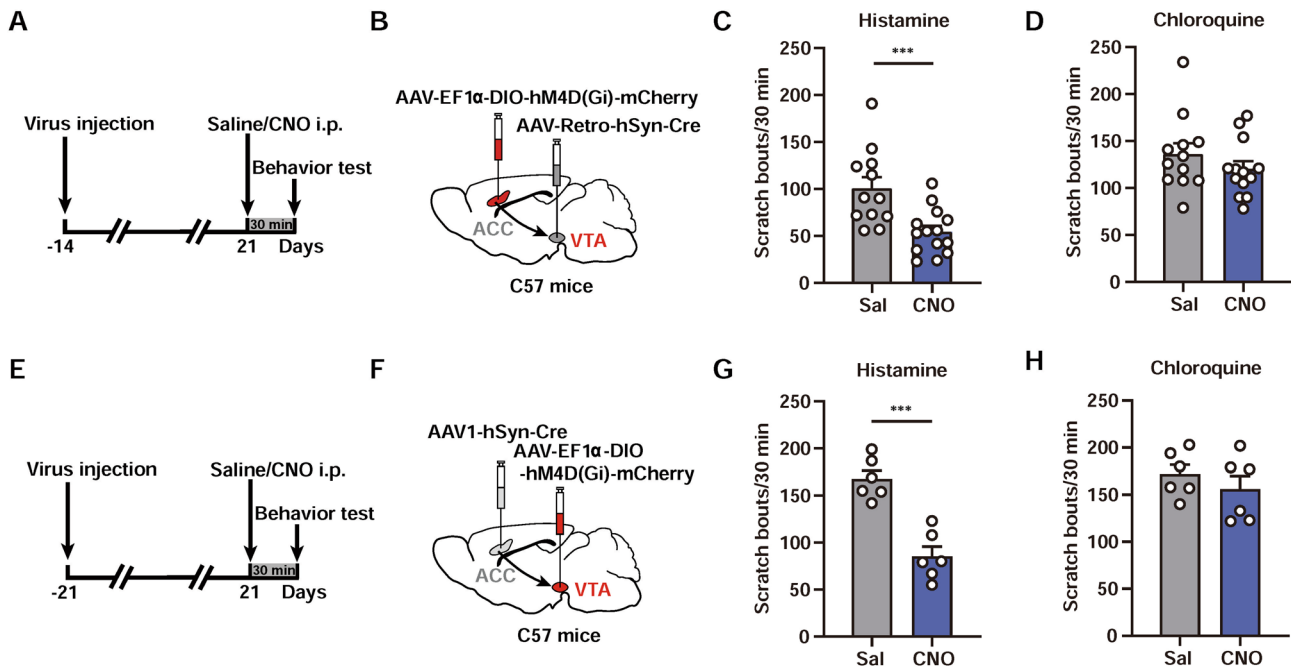 A
Virus injection
Saline/CNO i.p.
Behavior test
30 min
-14
21
Days
B
AAV-EF1α-DIO-hM4D(Gi)-mCherry
AAV-Retro-hSyn-Cre
ACC
VTA
C57 mice
C
Histamine
Scratch bouts/30 min
250
200
150
100
50
0
***
Sal
CNO
D
Chloroquine
Scratch bouts/30 min
250
200
150
100
50
0
Sal
CNO
E
Virus injection
Saline/CNO i.p.
Behavior test
30 min
-21
21
Days
F
AAV1-hSyn-Cre
AAV-EF1α-DIO
-hM4D(Gi)-mCherry
ACC
VTA
C57 mice
G
Histamine
Scratch bouts/30 min
250
200
150
100
50
0
***
Sal
CNO
H
Chloroquine
Scratch bouts/30 min
250
200
150
100
50
0
Sal
CNO